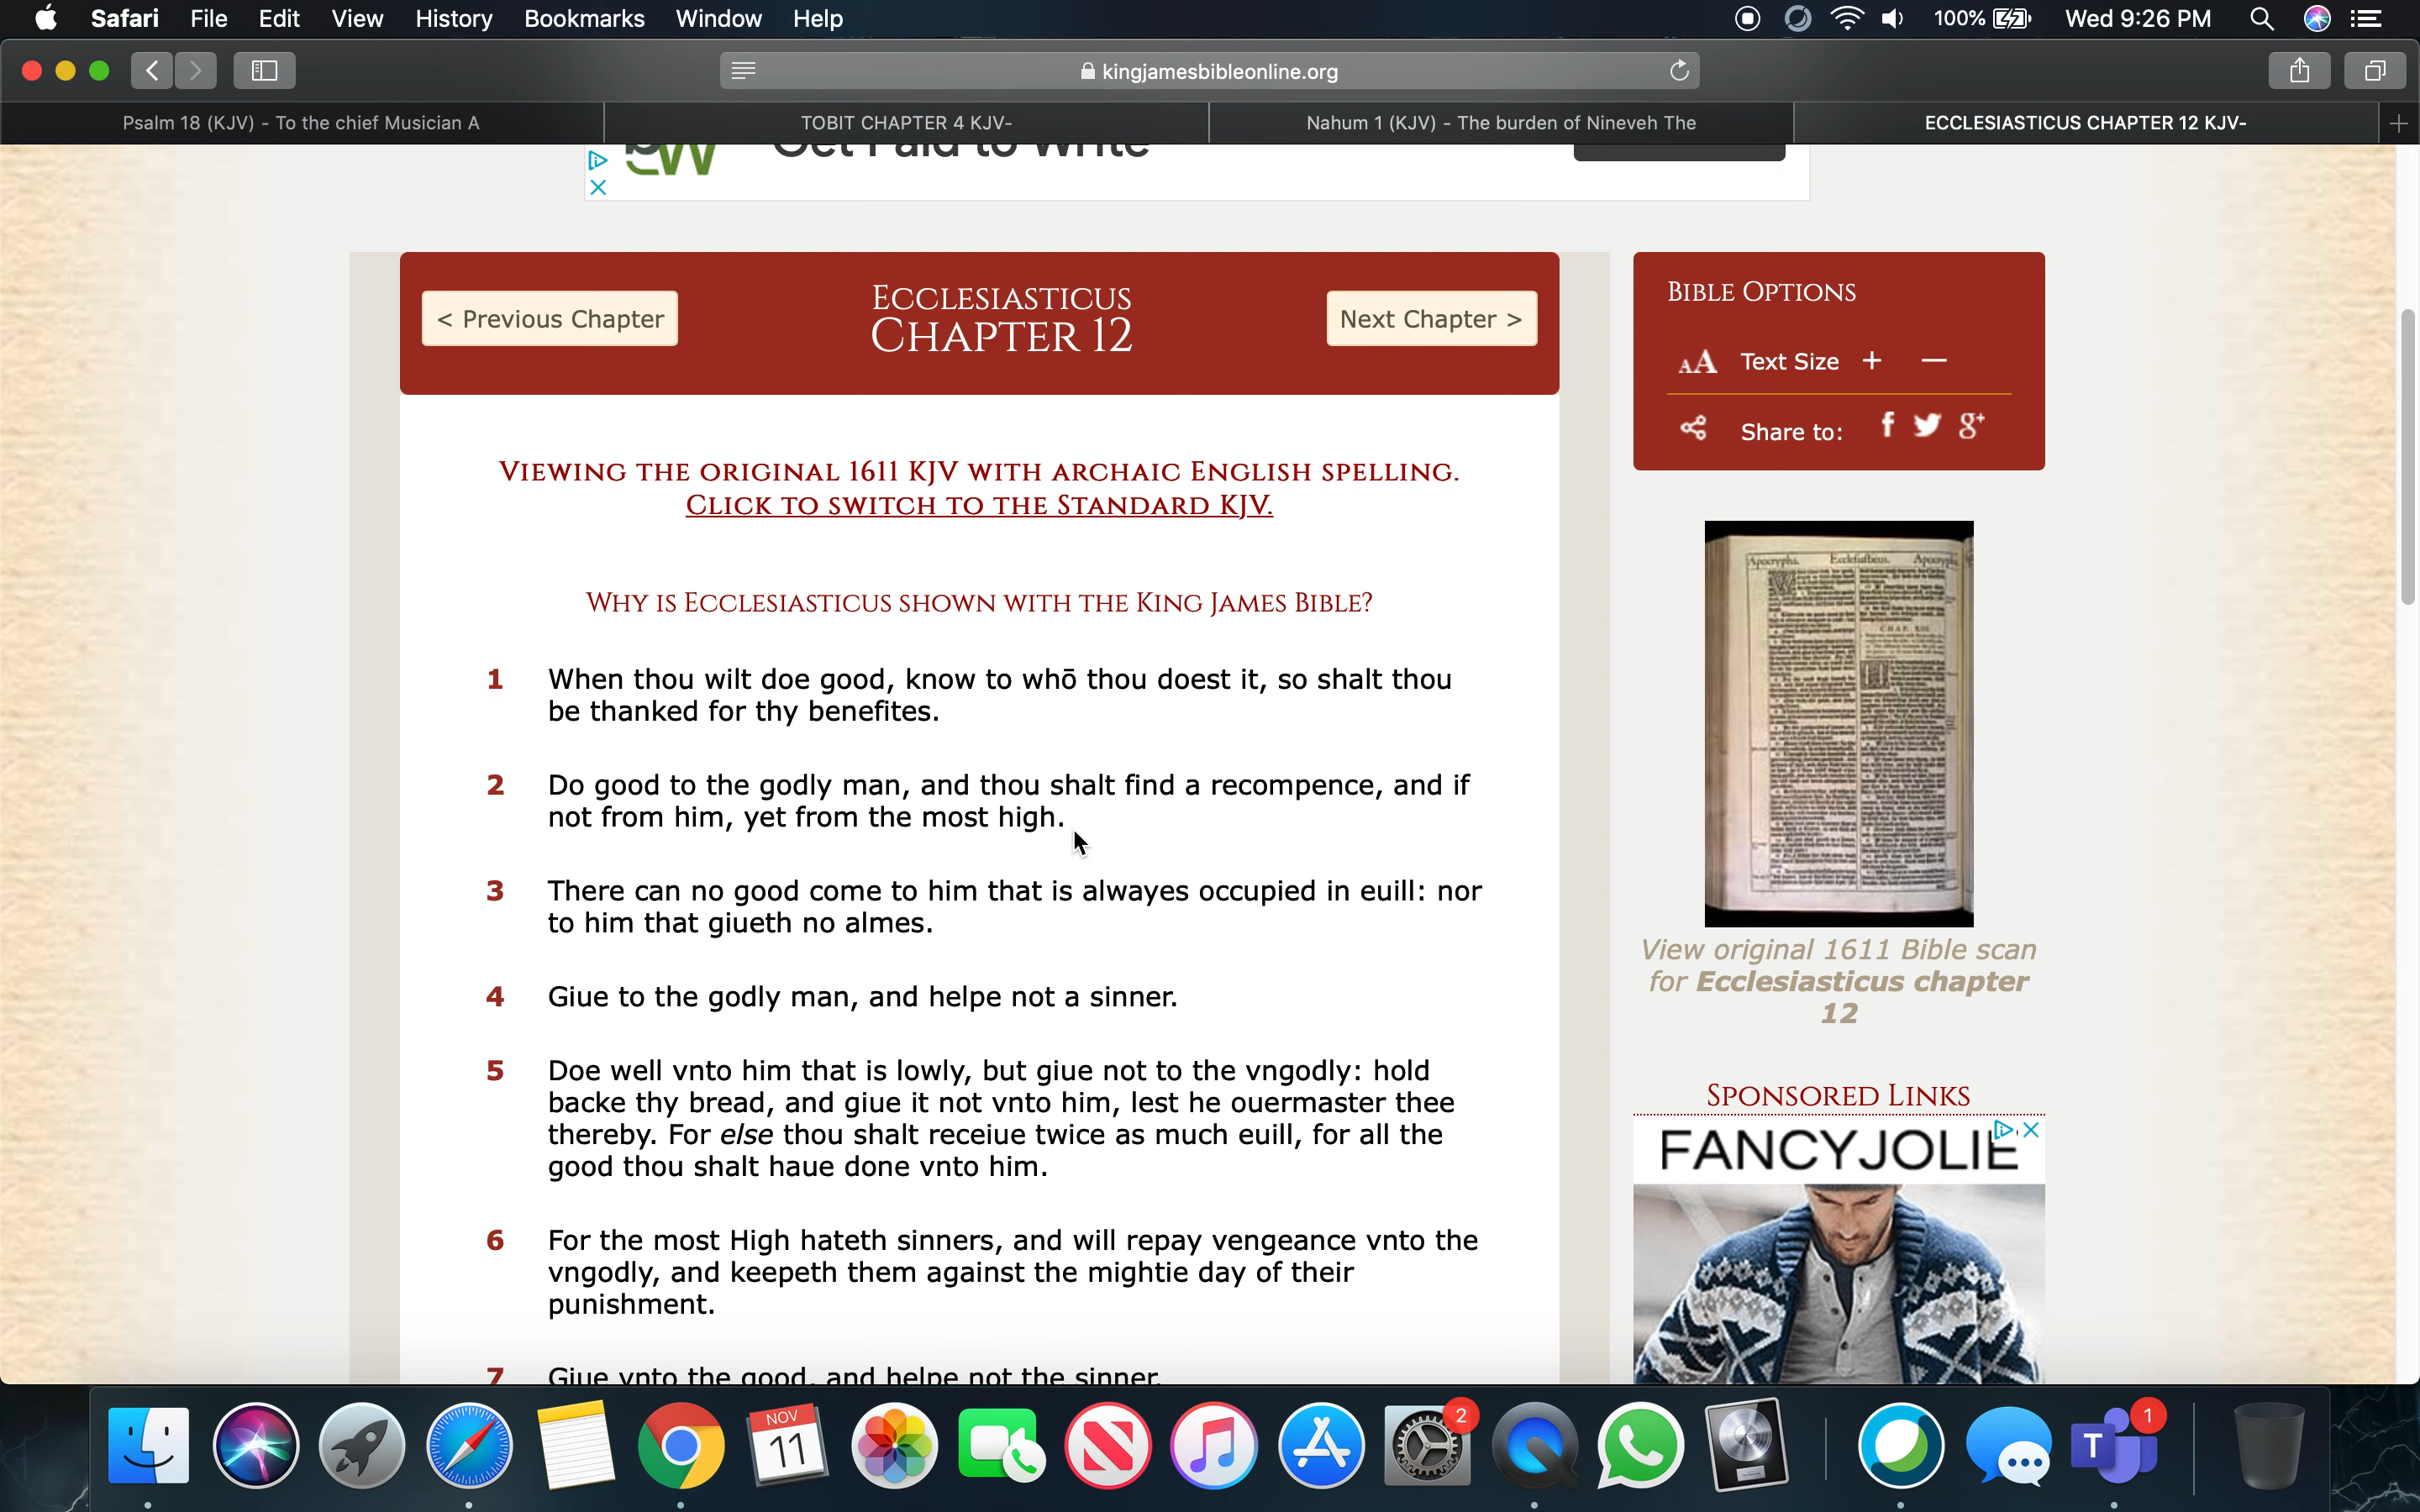 Safari File Edit View History Bookmarks Window Help 100% Wed 9:26 PM
kingjamesbibleonline.org
Psalm 18 (KJV) - To the chief Musician A
TOBIT CHAPTER 4 KJV-
Nahum 1 (KJV) - The burden of Nineveh The
ECCLESIASTICUS CHAPTER 12 KJV-
Get Paid to Write
< Previous Chapter
ECCLESIASTICUS
CHAPTER 12
Next Chapter >
VIEWING THE ORIGINAL 1611 KJV WITH ARCHAIC ENGLISH SPELLING.
CLICK TO SWITCH TO THE STANDARD KJV.
WHY IS ECCLESIASTICUS SHOWN WITH THE KING JAMES BIBLE?
1 When thou wilt doe good, know to whō thou doest it, so shalt thou
be thanked for thy benefites.
2 Do good to the godly man, and thou shalt find a recompence, and if
not from him, yet from the most high.
3 There can no good come to him that is alwayes occupied in euill: nor
to him that giueth no almes.
4 Giue to the godly man, and helpe not a sinner.
5 Doe well vnto him that is lowly, but giue not to the vngodly: hold
backe thy bread, and giue it not vnto him, lest he ouermaster thee
thereby. For else thou shalt receiue twice as much euill, for all the
good thou shalt haue done vnto him.
6 For the most High hateth sinners, and will repay vengeance vnto the
vngodly, and keepeth them against the mightie day of their
punishment.
7 Giue vnto the good, and helpe not the sinner.
BIBLE OPTIONS
AA Text Size + −
Share to: f g+
Apocrypha. Ecclesiasticus. Apocrypha
View original 1611 Bible scan
for Ecclesiasticus chapter
12
SPONSORED LINKS
FANCYJOLIE
NOV
11
2
T
1